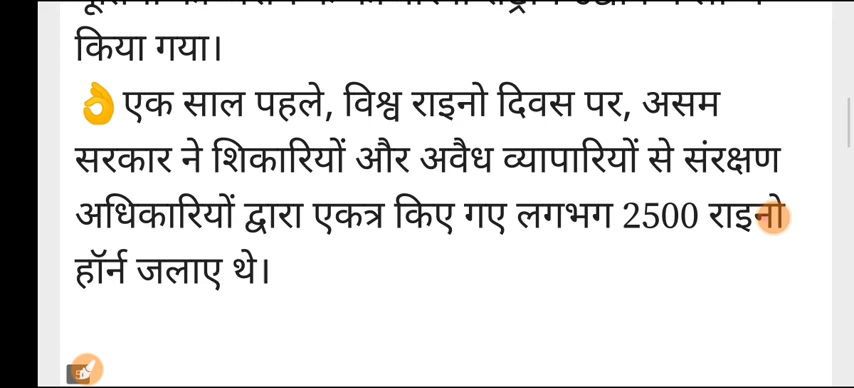 किया गया।
👌एक साल पहले, विश्व राइनो दिवस पर, असम
सरकार ने शिकारियों और अवैध व्यापारियों से संरक्षण
अधिकारियों द्वारा एकत्र किए गए लगभग 2500 राइनो
हॉर्न जलाए थे।